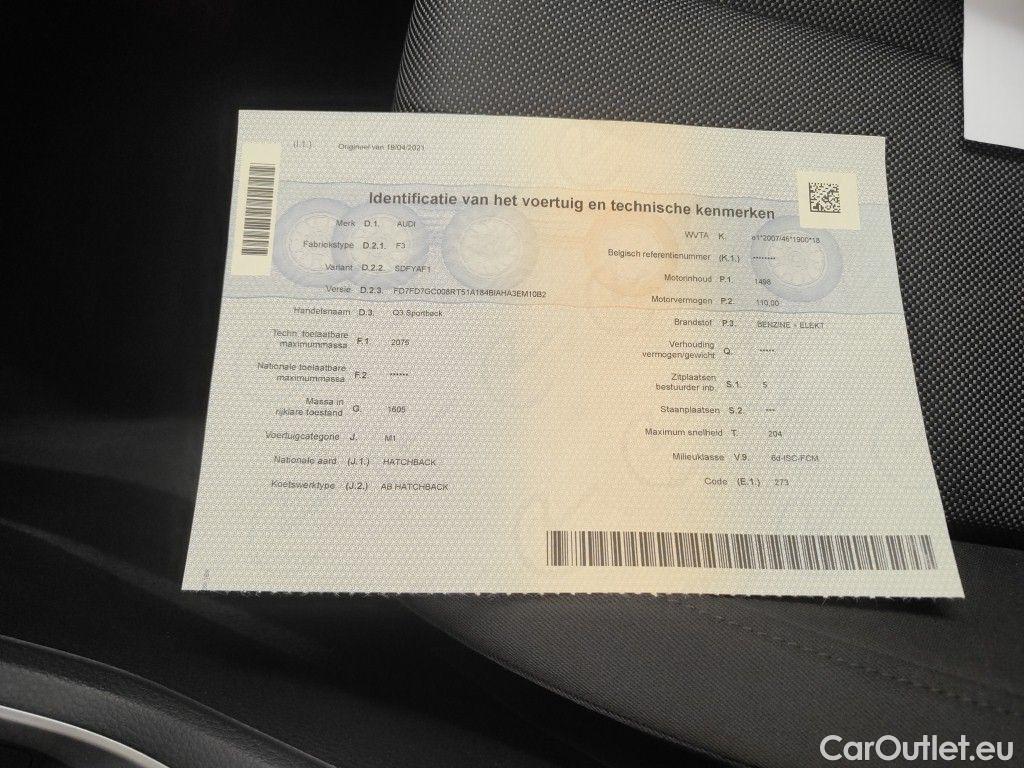 (I.1.) Origineel van 19/04/2021
Identificatie van het voertuig en technische kenmerken
Merk D.1. AUDI
Fabriekstype D.2.1. F3
Variant D.2.2. SDFYAF1
Versie D.2.3. FD7FD7GC008RT51A184BIAHA3EM10B2
Handelsnaam D.3. Q3 Sportback
Techn. toelaatbare
maximummassa F.1. 2075
Nationale toelaatbare
maximummassa F.2. ******
Massa in
rijklare toestand G. 1605
Voertuigcategorie J. M1
Nationale aard (J.1.) HATCHBACK
Koetswerktype (J.2.) AB HATCHBACK
WVTA K. e1*2007/46*1900*18
Belgisch referentienummer (K.1.) ********
Motorinhoud P.1. 1498
Motorvermogen P.2. 110,00
Brandstof P.3. BENZINE + ELEKT
Verhouding
vermogen/gewicht Q. *****
Zitplaatsen
bestuurder inb. S.1. 5
Staanplaatsen S.2. ***
Maximum snelheid T. 204
Milieuklasse V.9. 6d-ISC-FCM
Code (E.1.) 273
CarOutlet.eu